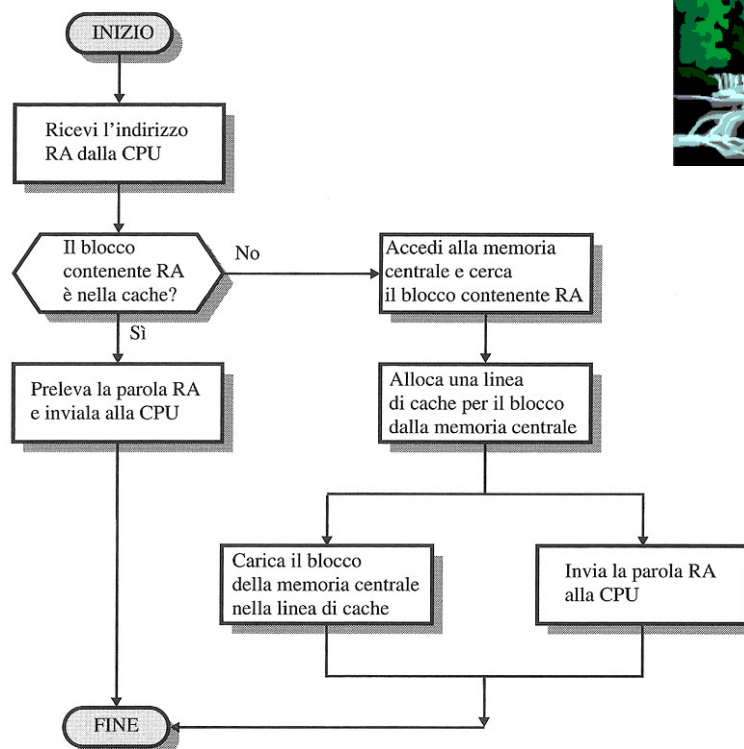 INIZIO
Ricevi l'indirizzo
RA dalla CPU
Il blocco
contenente RA
è nella cache?
No
Sì
Accedi alla memoria
centrale e cerca
il blocco contenente RA
Preleva la parola RA
e inviala alla CPU
Alloca una linea
di cache per il blocco
dalla memoria centrale
Carica il blocco
della memoria centrale
nella linea di cache
Invia la parola RA
alla CPU
FINE